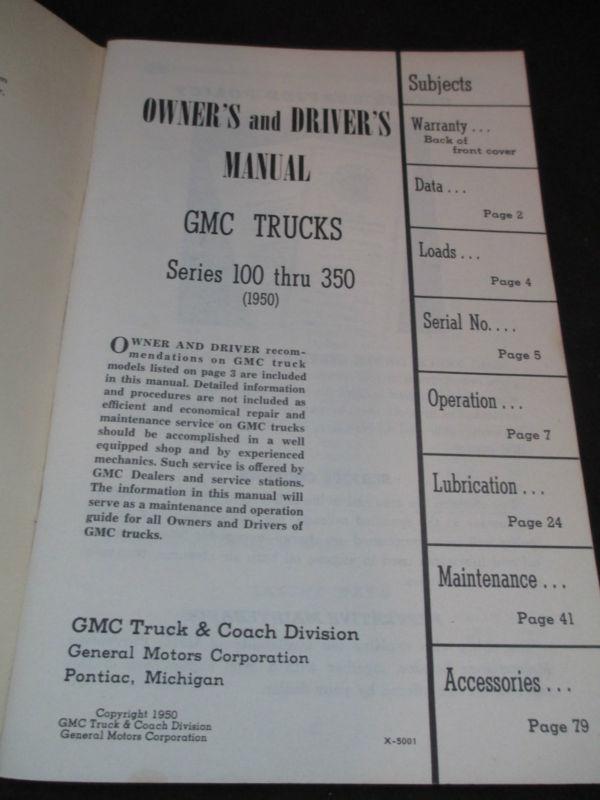 OWNER'S and DRIVER'S
MANUAL
GMC TRUCKS
Series 100 thru 350
(1950)
OWNER AND DRIVER recom-
mendations on GMC truck
models listed on page 3 are included
in this manual. Detailed information
and procedures are not included as
efficient and economical repair and
maintenance service on GMC trucks
should be accomplished in a well
equipped shop and by experienced
mechanics. Such service is offered by
GMC Dealers and service stations.
The information in this manual will
serve as a maintenance and operation
guide for all Owners and Drivers of
GMC trucks.
GMC Truck & Coach Division
General Motors Corporation
Pontiac, Michigan
Copyright 1950
GMC Truck & Coach Division
General Motors Corporation
X-5001
Subjects
Warranty . . .
Back of
front cover
Data . . .
Page 2
Loads . . .
Page 4
Serial No. . . .
Page 5
Operation . . .
Page 7
Lubrication . . .
Page 24
Maintenance . . .
Page 41
Accessories . . .
Page 79